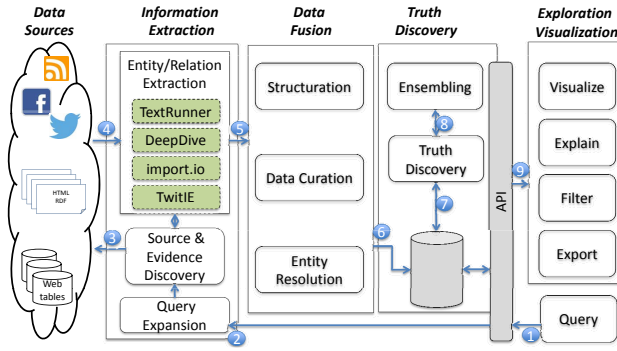 Data
Sources
Information
Extraction
Data
Fusion
Truth
Discovery
Exploration
Visualization
Entity/Relation
Extraction
TextRunner
DeepDive
import.io
TwitIE
Source &
Evidence
Discovery
Query
Expansion
Structuration
Data Curation
Entity
Resolution
Ensembling
Truth
Discovery
API
Visualize
Explain
Filter
Export
Query
HTML
RDF
Web
tables
f
4
5
8
9
7
3
6
2
1